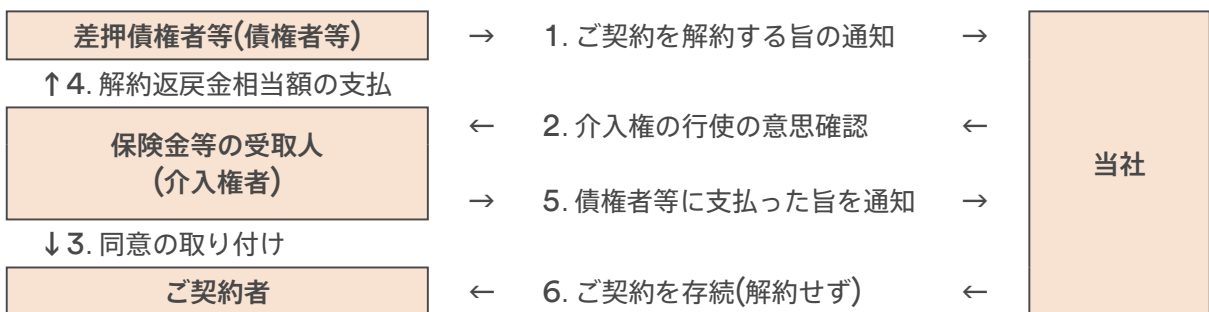 差押債権者等(債権者等) → 1. ご契約を解約する旨の通知 →
↑4. 解約返戻金相当額の支払
保険金等の受取人
(介入権者)
← 2. 介入権の行使の意思確認 ←
当社
→ 5. 債権者等に支払った旨を通知 →
↓3. 同意の取り付け
ご契約者 ← 6. ご契約を存続(解約せず) ←